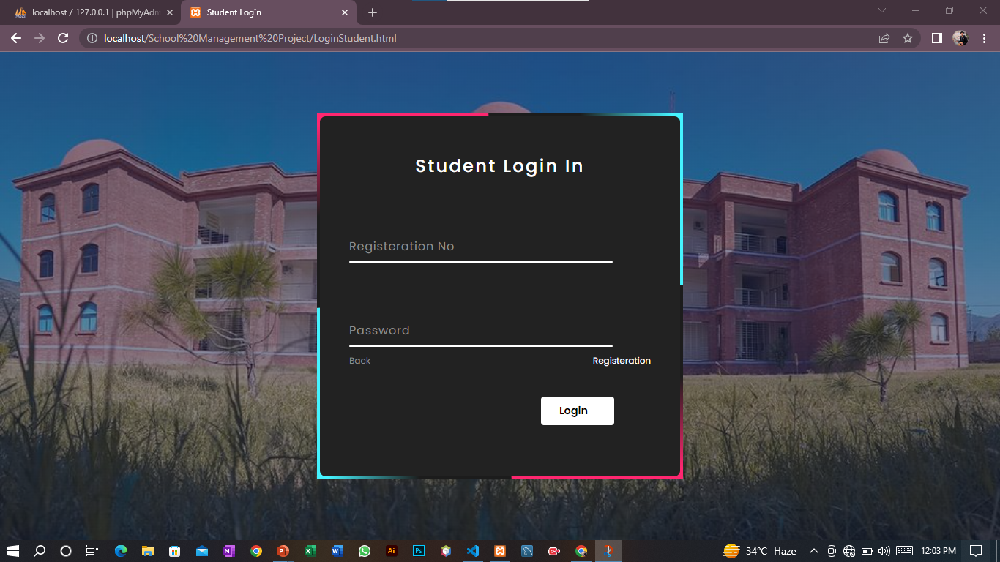 localhost / 127.0.0.1 | phpMyAdm
Student Login
localhost/School%20Management%20Project/LoginStudent.html
Student Login In
Registeration No
Password
Back
Registeration
Login
34°C Haze
12:03 PM